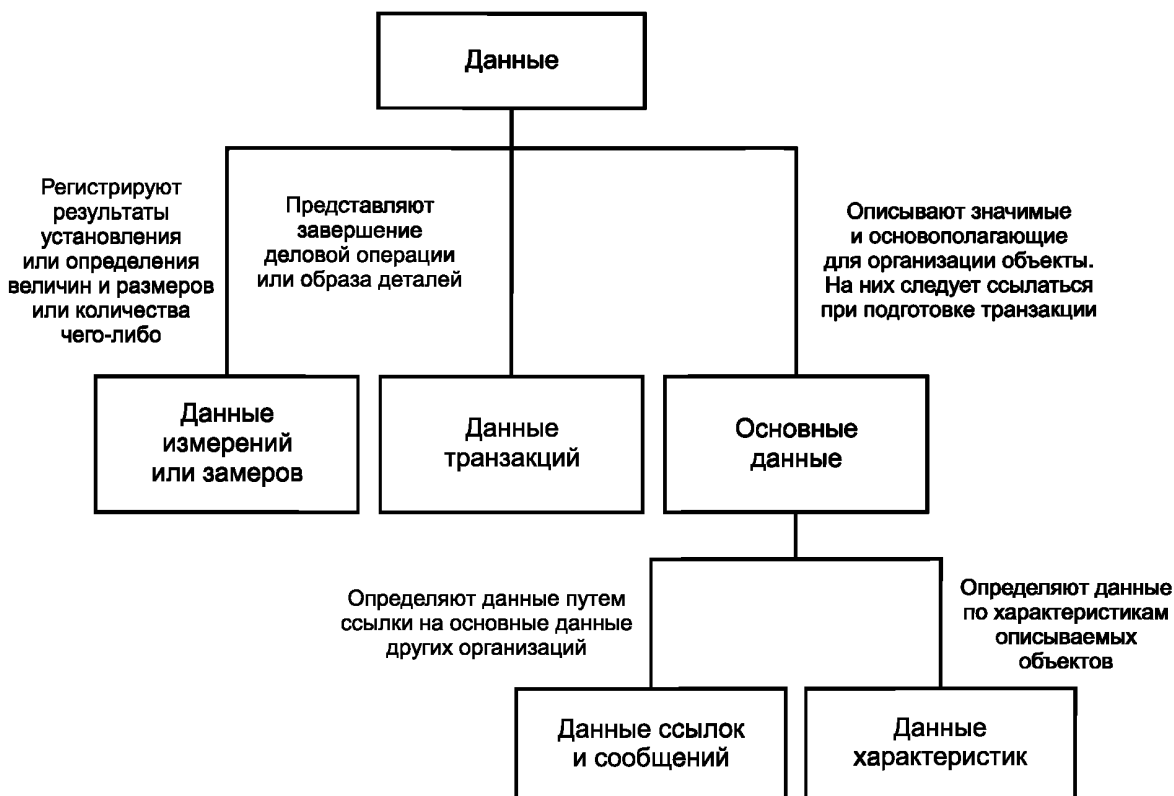 Данные
Регистрируют
результаты
установления
или определения
величин и размеров
или количества
чего-либо
Представляют
завершение
деловой операции
или образа деталей
Описывают значимые
и основополагающие
для организации объекты.
На них следует ссылаться
при подготовке транзакции
Данные
измерений
или замеров
Данные
транзакций
Основные
данные
Определяют данные путем
ссылки на основные данные
других организаций
Определяют данные
по характеристикам
описываемых
объектов
Данные ссылок
и сообщений
Данные
характеристик